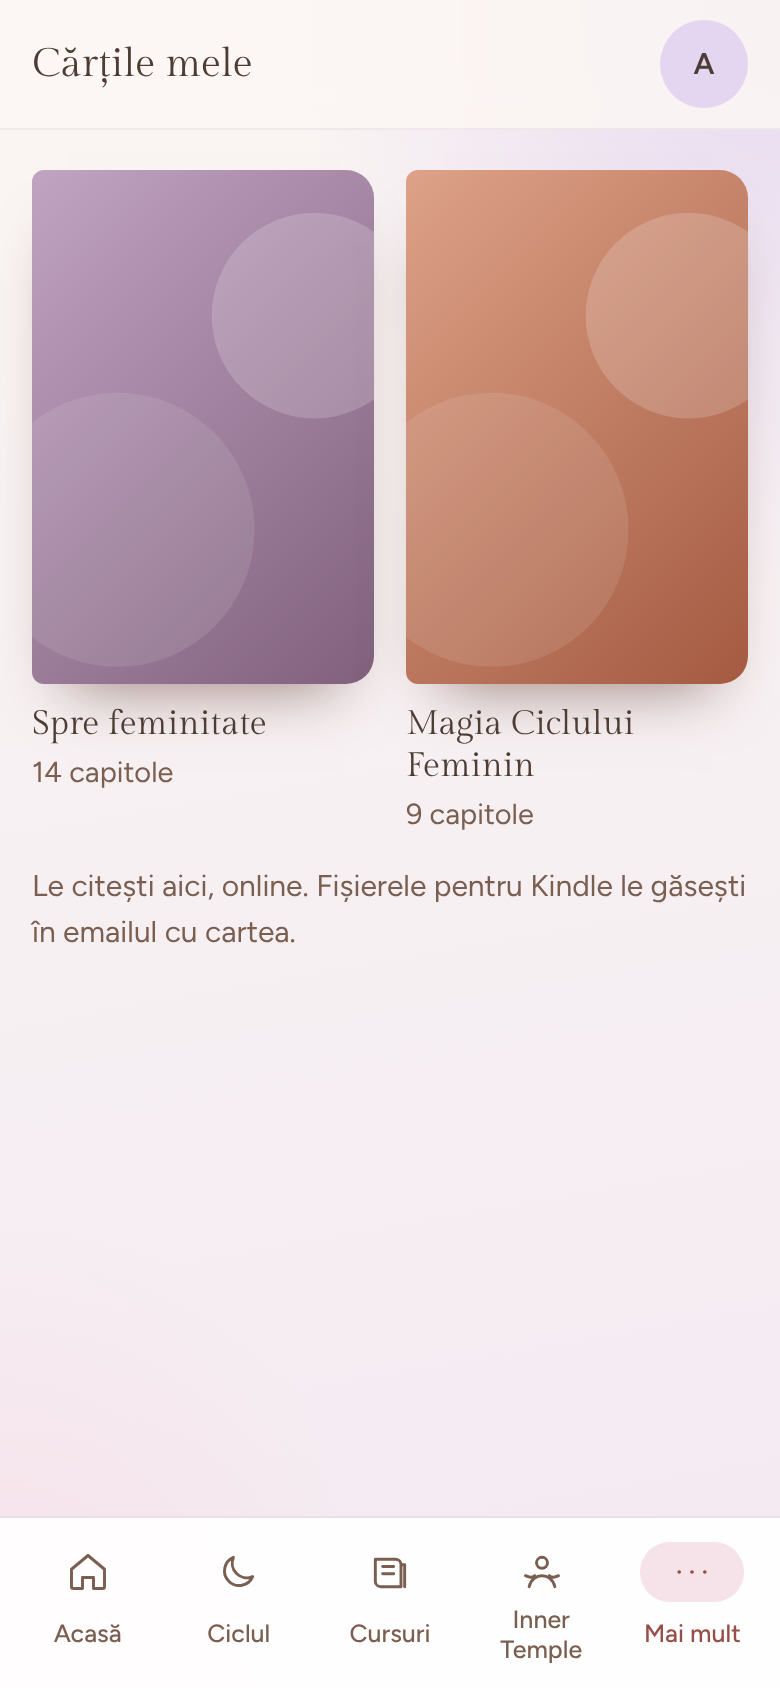 Cărțile mele
A
Spre feminitate
14 capitole
Magia Ciclului
Feminin
9 capitole
Le citești aici, online. Fișierele pentru Kindle le găsești
în emailul cu cartea.
Acasă
Ciclul
Cursuri
Inner
Temple
Mai mult